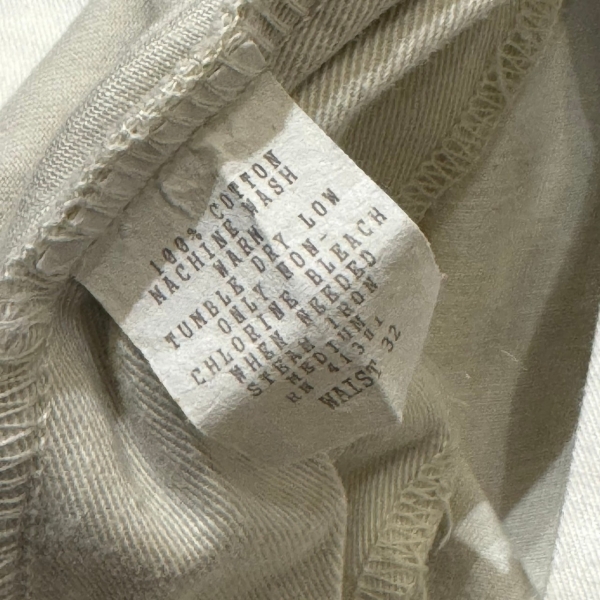 100% COTTON
MACHINE WASH
WARM
TUMBLE DRY LOW
ONLY NON-
CHLORINE BLEACH
WHEN NEEDED
STEAM IRON
MEDIUM
RN
WAIST 32